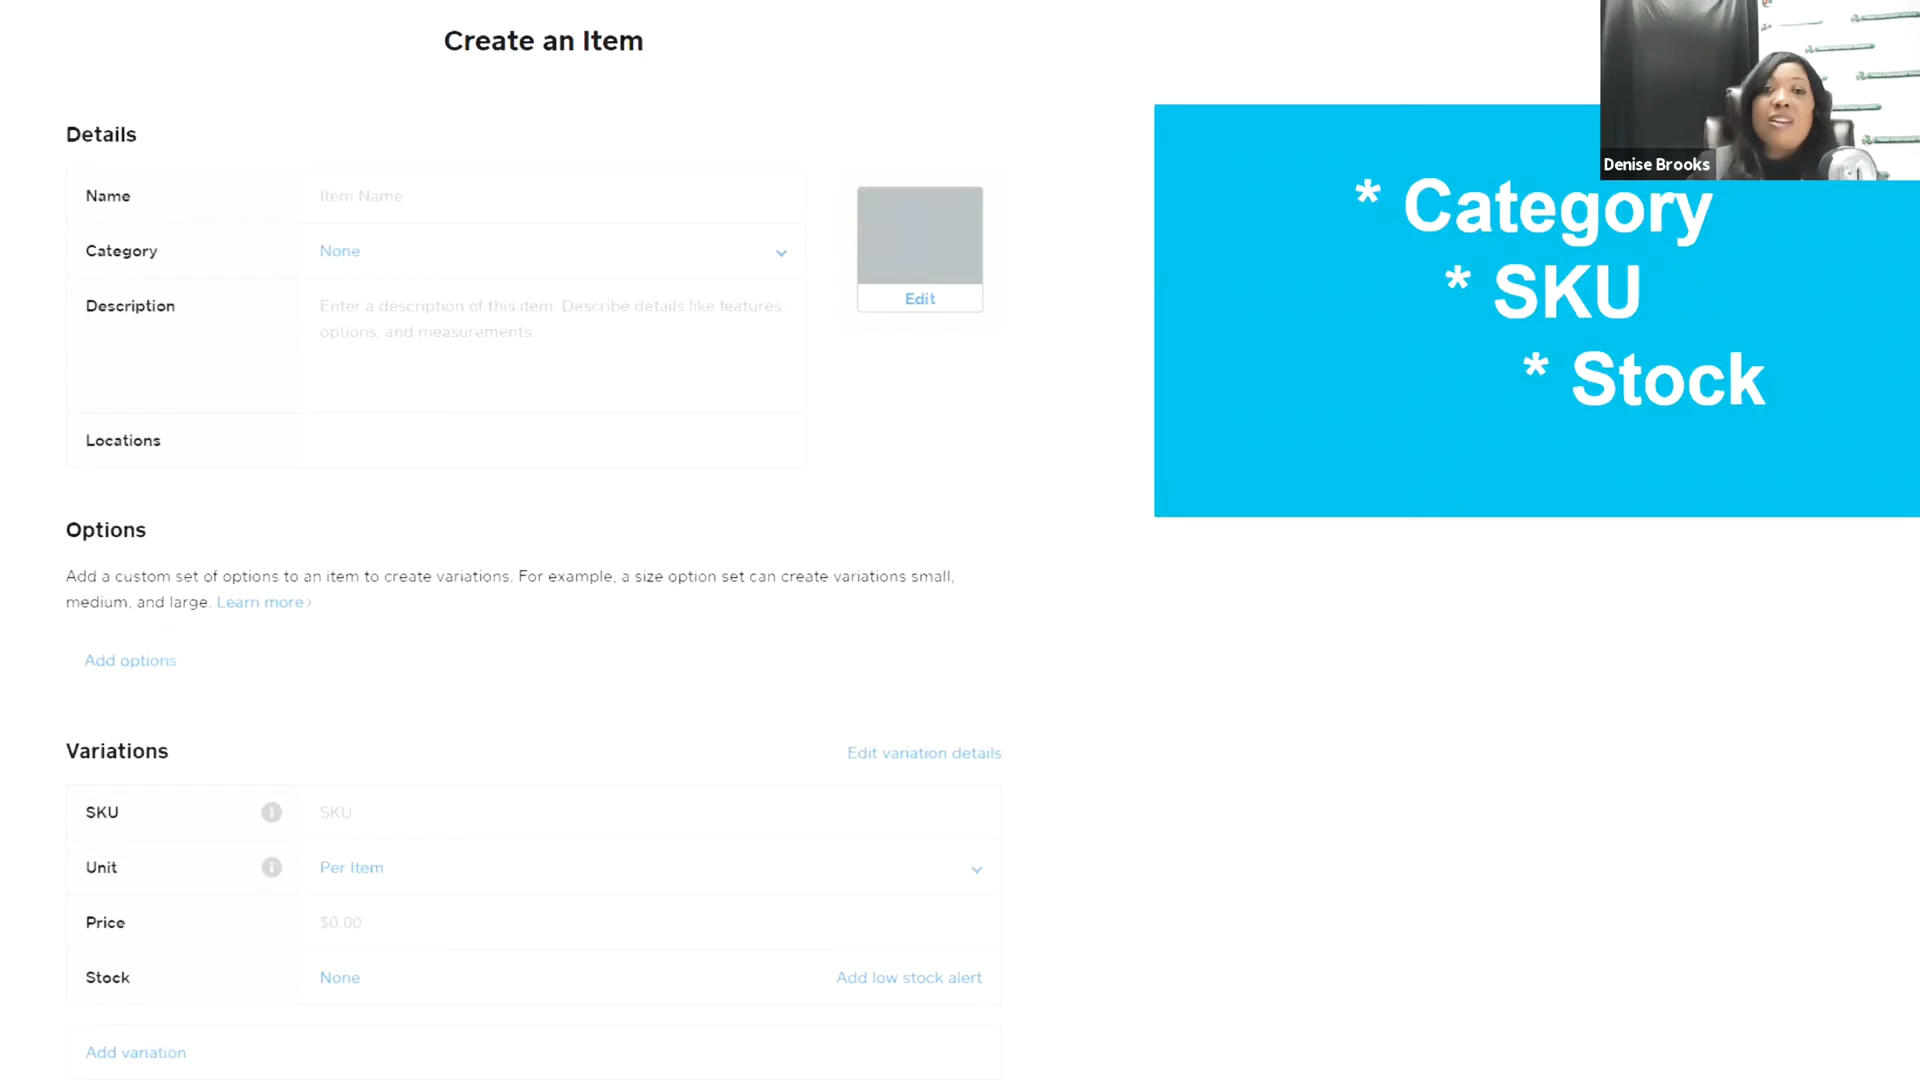 Create an Item
Details
Name
Item Name
Category
None
Description
Enter a description of this item. Describe details like features,
options, and measurements.
Edit
Locations
Options
Add a custom set of options to an item to create variations. For example, a size option set can create variations small,
medium, and large. Learn more ›
Add options
Variations
Edit variation details
SKU
SKU
Unit
Per Item
Price
$0.00
Stock
None
Add low stock alert
Add variation
* Category
* SKU
* Stock
Denise Brooks